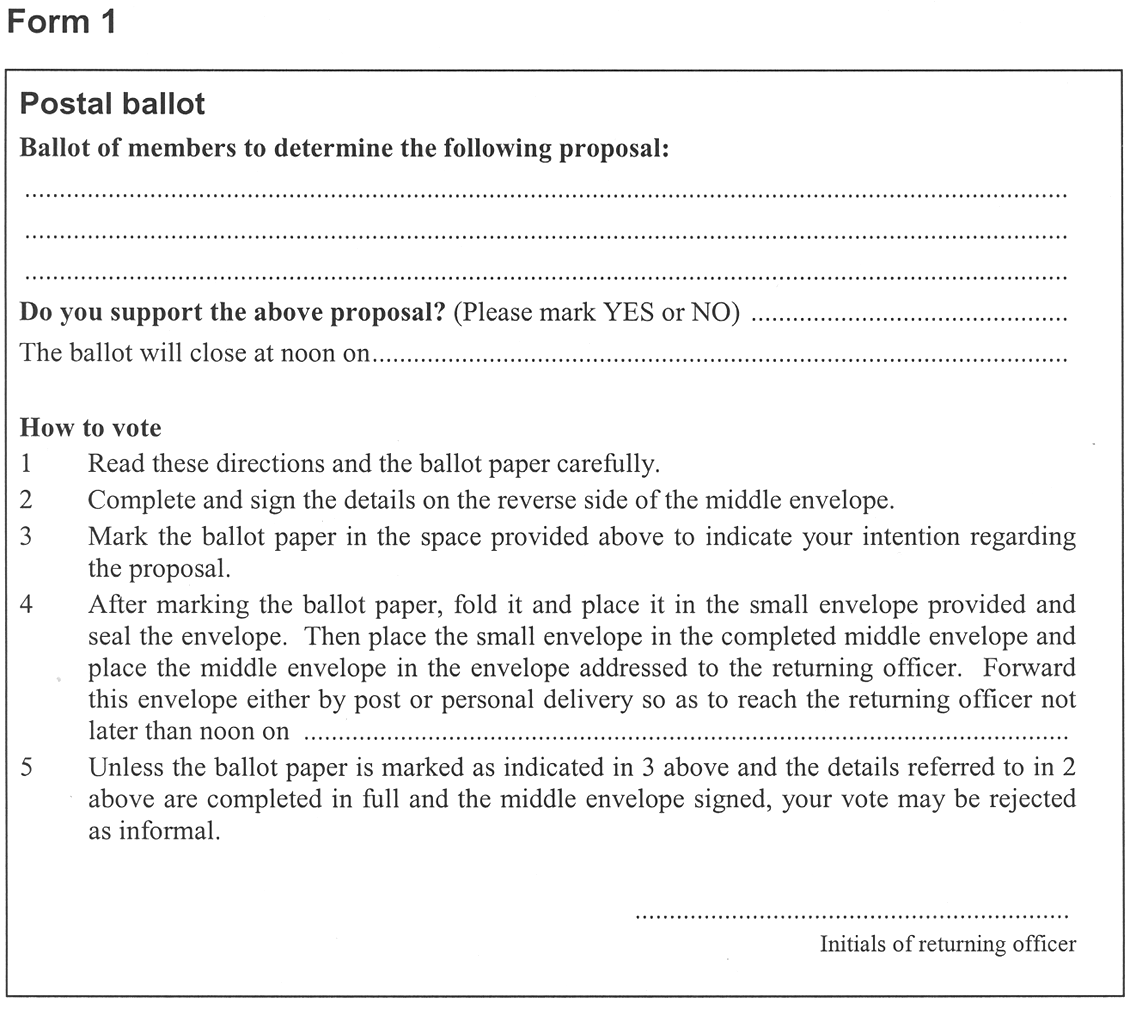 Form 1
Postal ballot
Ballot of members to determine the following proposal:
................................................................................
................................................................................
................................................................................
Do you support the above proposal? (Please mark YES or NO) ................................................
The ballot will close at noon on................................................................................
How to vote
1 Read these directions and the ballot paper carefully.
2 Complete and sign the details on the reverse side of the middle envelope.
3 Mark the ballot paper in the space provided above to indicate your intention regarding
the proposal.
4 After marking the ballot paper, fold it and place it in the small envelope provided and
seal the envelope. Then place the small envelope in the completed middle envelope and
place the middle envelope in the envelope addressed to the returning officer. Forward
this envelope either by post or personal delivery so as to reach the returning officer not
later than noon on ................................................................................
5 Unless the ballot paper is marked as indicated in 3 above and the details referred to in 2
above are completed in full and the middle envelope signed, your vote may be rejected
as informal.
................................................................
Initials of returning officer